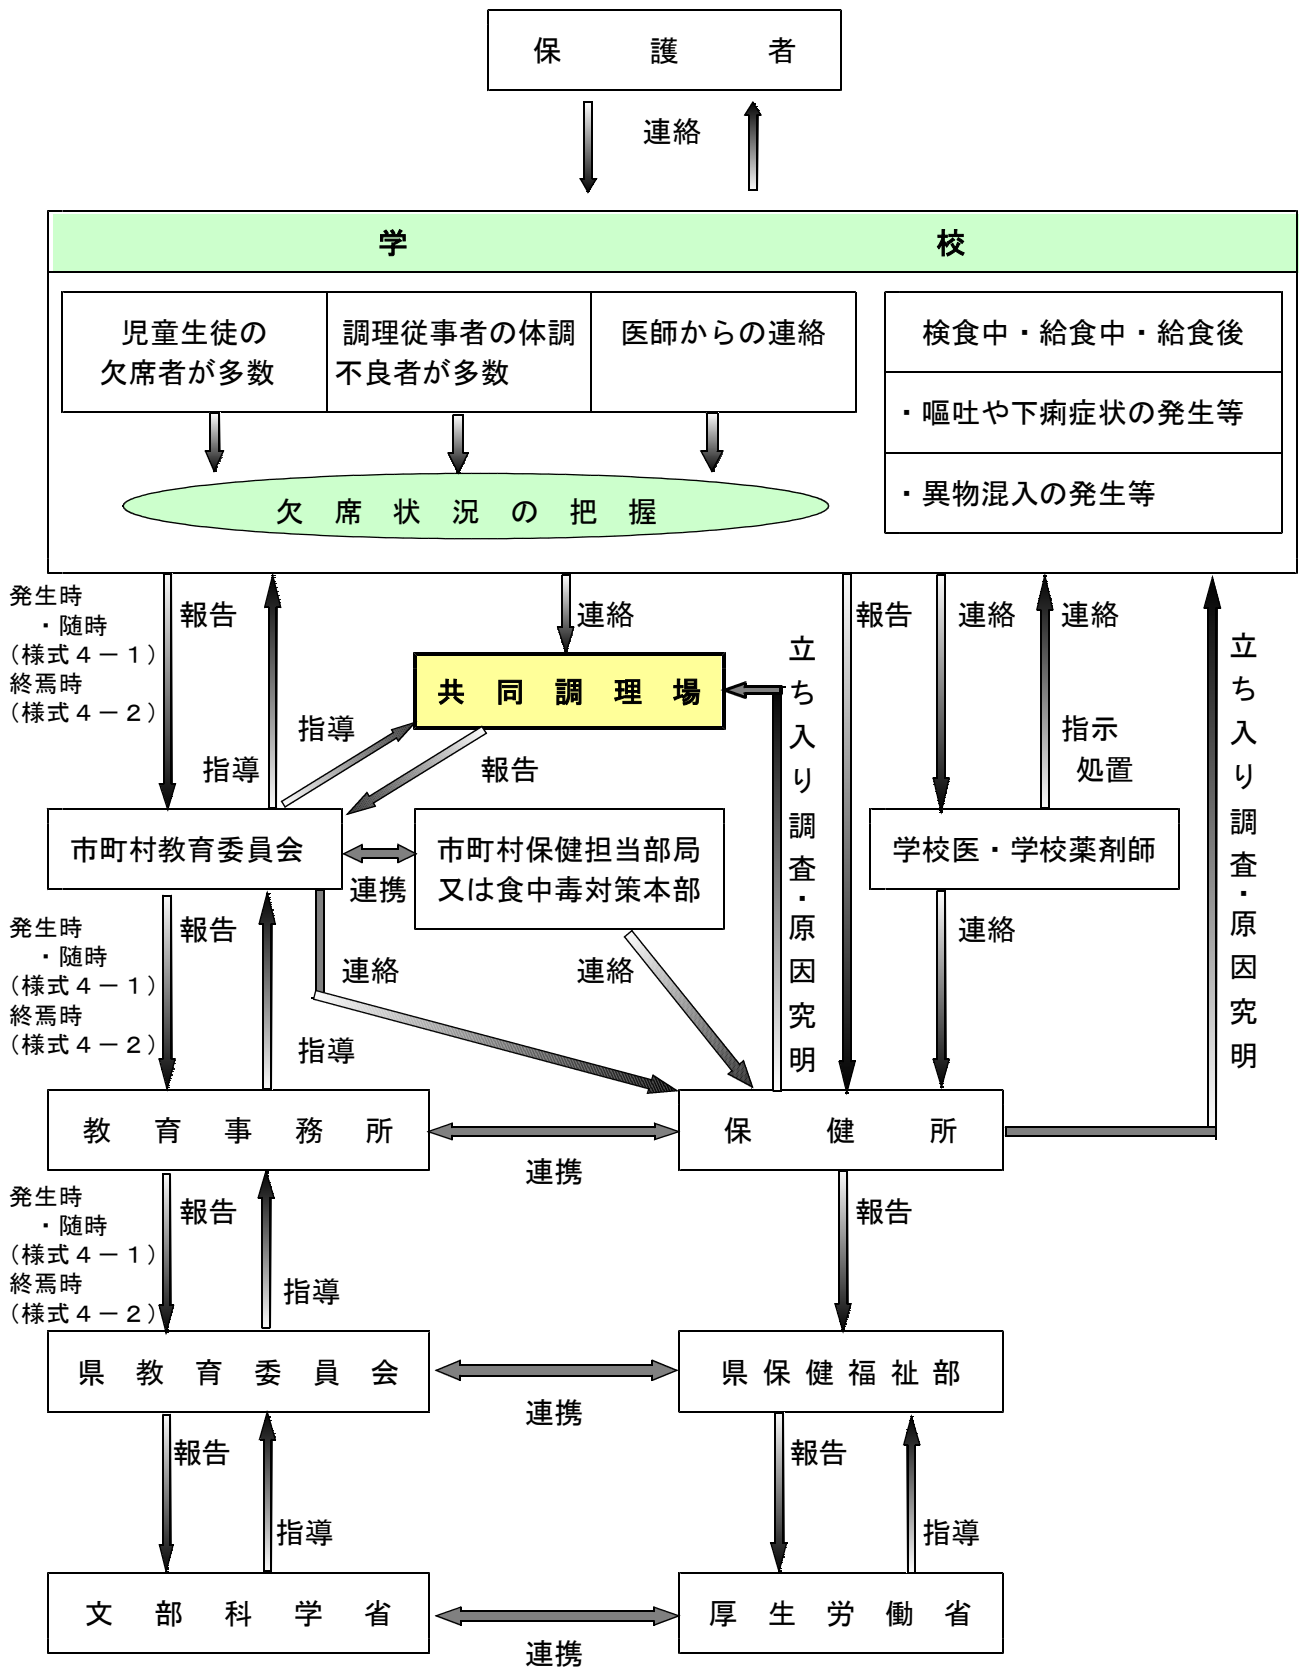 保護者
連絡
学校
児童生徒の
欠席者が多数
調理従事者の体調
不良者が多数
医師からの連絡
検食中・給食中・給食後
・嘔吐や下痢症状の発生等
・異物混入の発生等
欠席状況の把握
発生時
・随時
(様式４－１)
終焉時
(様式４－２)
報告
指導
連絡
共同調理場
指導
報告
立ち入り調査・原因究明
報告
連絡
連絡
指示
処置
立ち入り調査・原因究明
市町村教育委員会
連携
市町村保健担当部局
又は食中毒対策本部
学校医・学校薬剤師
発生時
・随時
(様式４－１)
終焉時
(様式４－２)
報告
指導
連絡
連絡
連絡
教育事務所
連携
保健所
発生時
・随時
(様式４－１)
終焉時
(様式４－２)
報告
指導
報告
県教育委員会
連携
県保健福祉部
報告
指導
報告
指導
文部科学省
連携
厚生労働省